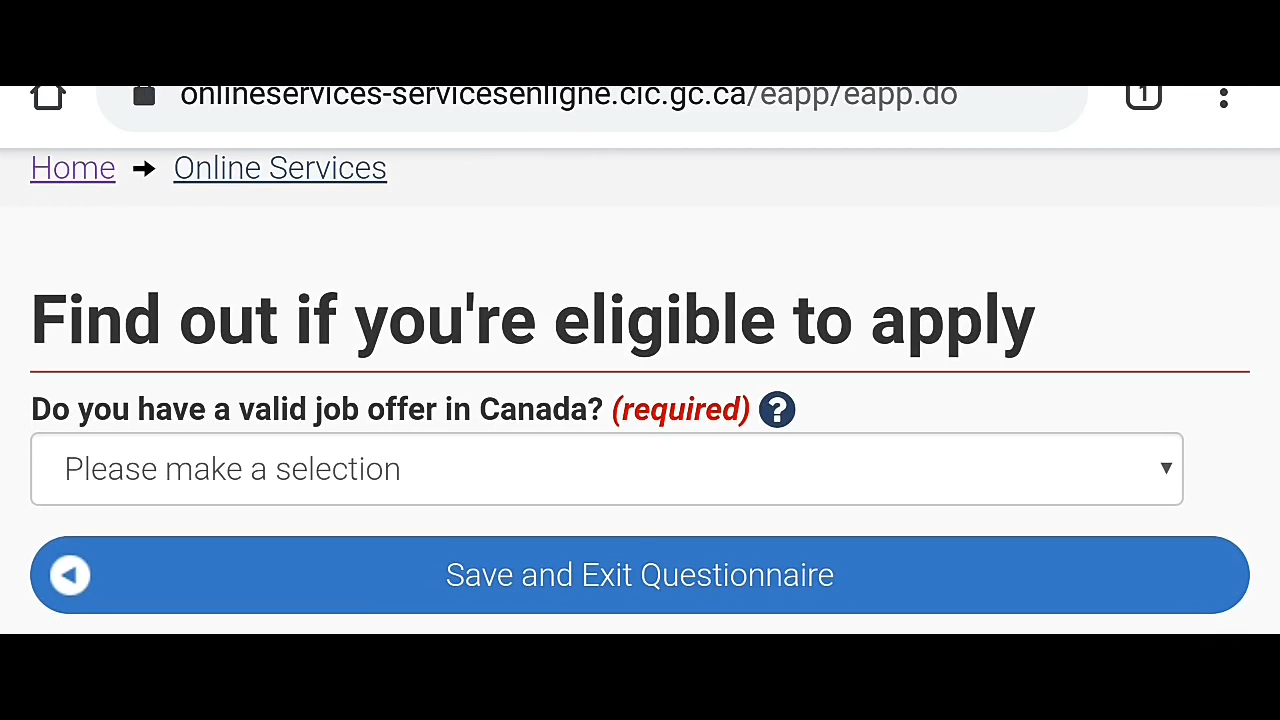 onlineservices-servicesenligne.cic.gc.ca/eapp/eapp.do 1
Home → Online Services
Find out if you're eligible to apply
Do you have a valid job offer in Canada? (required) ?
Please make a selection
Save and Exit Questionnaire